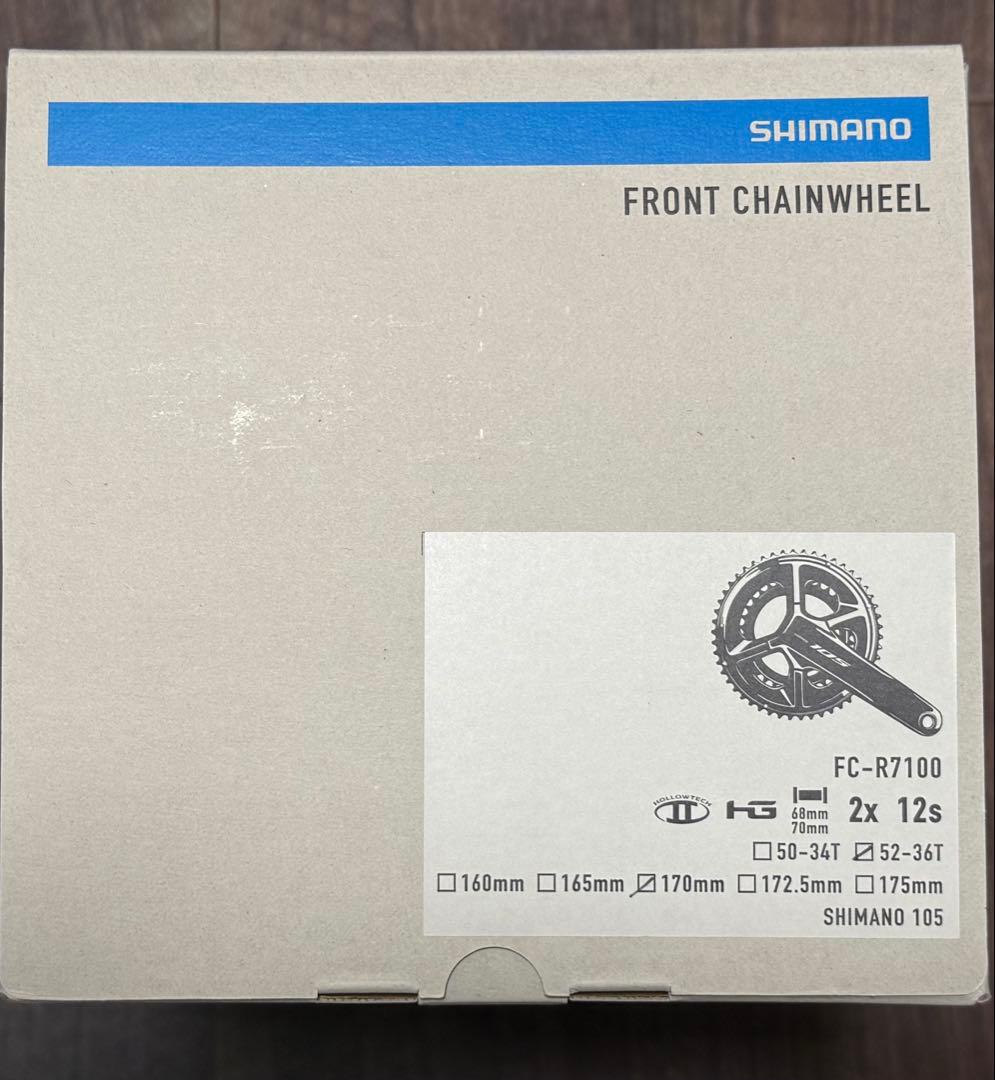 SHIMANO
FRONT CHAINWHEEL
105
FC-R7100
HOLLOWTECH II HG 68mm 70mm 2x 12s
☐50-34T ☑52-36T
☐160mm ☐165mm ☑170mm ☐172.5mm ☐175mm
SHIMANO 105